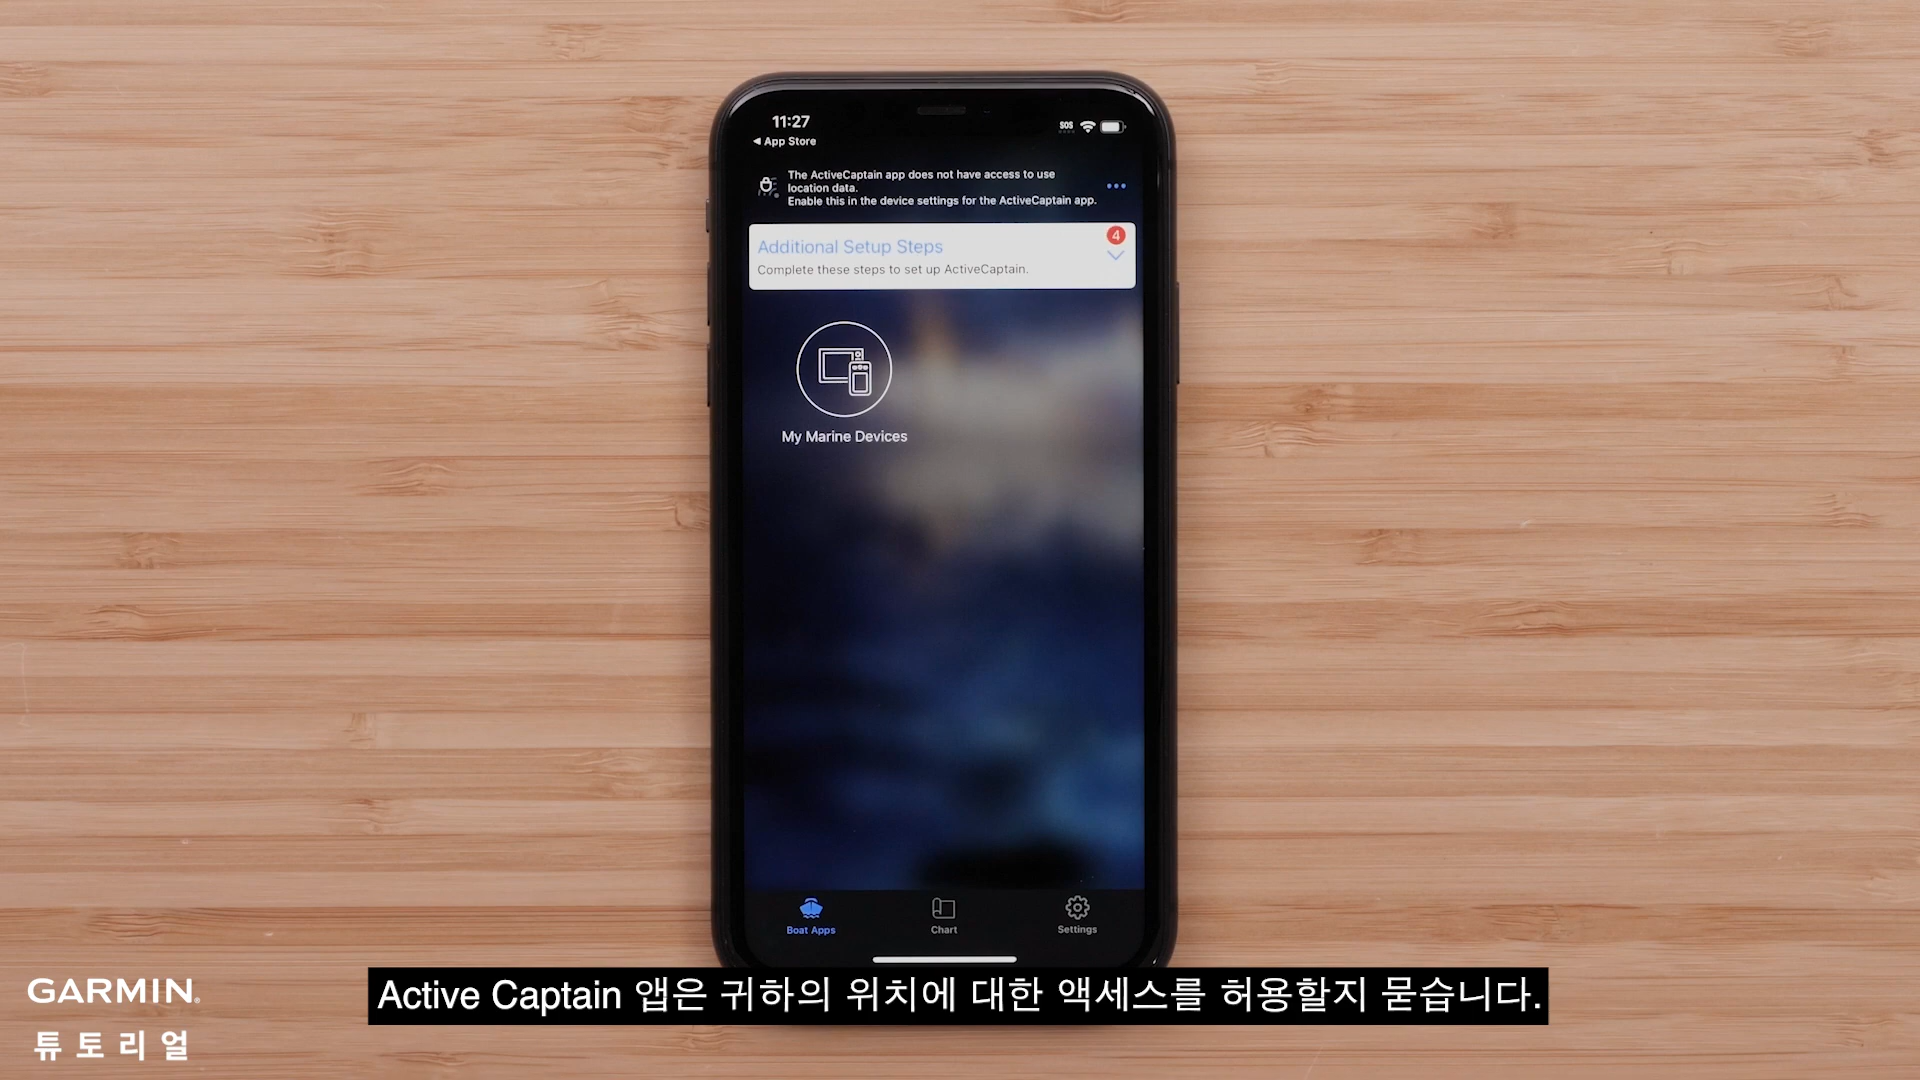 11:27
SOS
◀ App Store
The ActiveCaptain app does not have access to use
location data.
Enable this in the device settings for the ActiveCaptain app.
Additional Setup Steps
4
Complete these steps to set up ActiveCaptain.
My Marine Devices
Boat Apps
Chart
Settings
GARMIN.
튜토리얼
Active Captain 앱은 귀하의 위치에 대한 액세스를 허용할지 묻습니다.